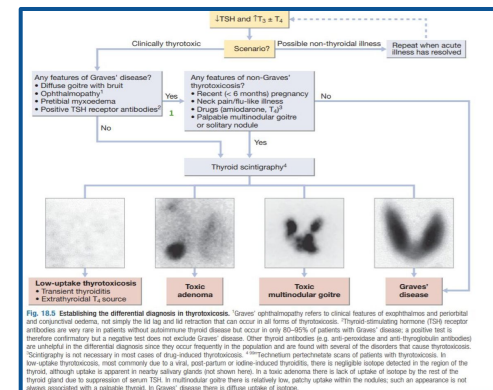 ↓TSH and ↑T3 ± T4
Clinically thyrotoxic
Scenario?
Possible non-thyroidal illness
Repeat when acute
illness has resolved
Any features of Graves' disease?
• Diffuse goitre with bruit
• Ophthalmopathy1
• Pretibial myxoedema
• Positive TSH receptor antibodies2
Yes
1
Any features of non-Graves'
thyrotoxicosis?
• Recent (< 6 months) pregnancy
• Neck pain/flu-like illness
• Drugs (amiodarone, T4)3
• Palpable multinodular goitre
or solitary nodule
No
No
Yes
Thyroid scintigraphy4
Low-uptake thyrotoxicosis
• Transient thyroiditis
• Extrathyroidal T4 source
Toxic
adenoma
Toxic
multinodular goitre
Graves'
disease
Fig. 18.5 Establishing the differential diagnosis in thyrotoxicosis. 1Graves' ophthalmopathy refers to clinical features of exophthalmos and periorbital
and conjunctival oedema, not simply the lid lag and lid retraction that can occur in all forms of thyrotoxicosis. 2Thyroid-stimulating hormone (TSH) receptor
antibodies are very rare in patients without autoimmune thyroid disease but occur in only 80–95% of patients with Graves' disease; a positive test is
therefore confirmatory but a negative test does not exclude Graves' disease. Other thyroid antibodies (e.g. anti-peroxidase and anti-thyroglobulin antibodies)
are unhelpful in the differential diagnosis since they occur frequently in the population and are found with several of the disorders that cause thyrotoxicosis.
3Scintigraphy is not necessary in most cases of drug-induced thyrotoxicosis. 4 99mTechnetium pertechnetate scans of patients with thyrotoxicosis. In
low-uptake thyrotoxicosis, most commonly due to a viral, post-partum or iodine-induced thyroiditis, there is negligible isotope detected in the region of the
thyroid, although uptake is apparent in nearby salivary glands (not shown here). In a toxic adenoma there is lack of uptake of isotope by the rest of the
thyroid gland due to suppression of serum TSH. In multinodular goitre there is relatively low, patchy uptake within the nodules; such an appearance is not
always associated with a palpable thyroid. In Graves' disease there is diffuse uptake of isotope.